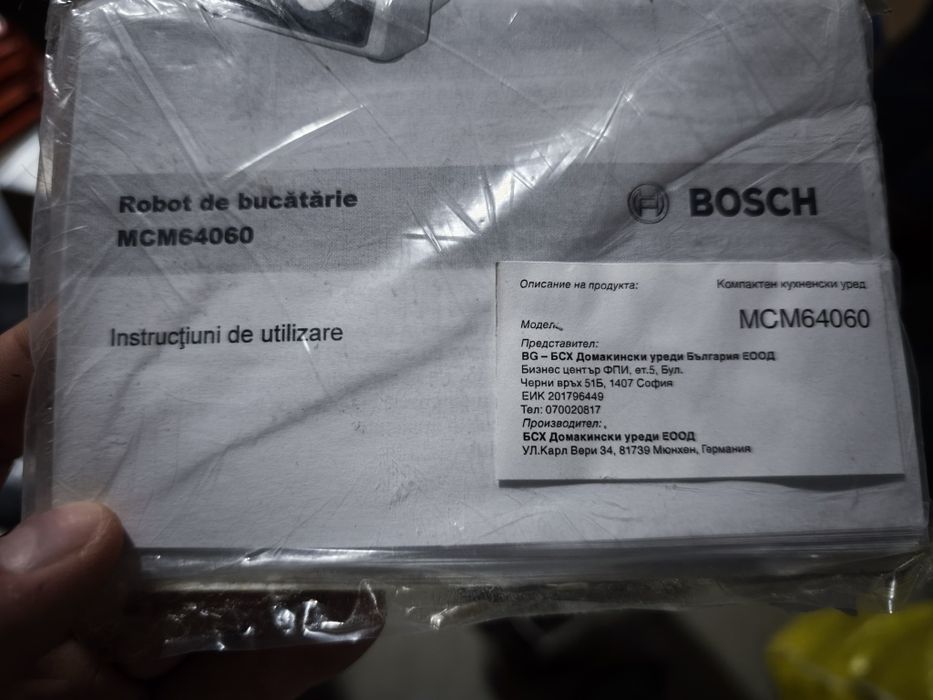 Robot de bucătărie
MCM64060
BOSCH
Instrucţiuni de utilizare
Описание на продукта: Компактен кухненски уред
Модел: MCM64060
Представител:
BG – БСХ Домакински уреди България ЕООД
Бизнес център ФПИ, ет.5, Бул.
Черни връх 51Б, 1407 София
ЕИК 201796449
Тел: 070020817
Производител:
БСХ Домакински уреди ЕООД
УЛ.Карл Вери 34, 81739 Мюнхен, Германия